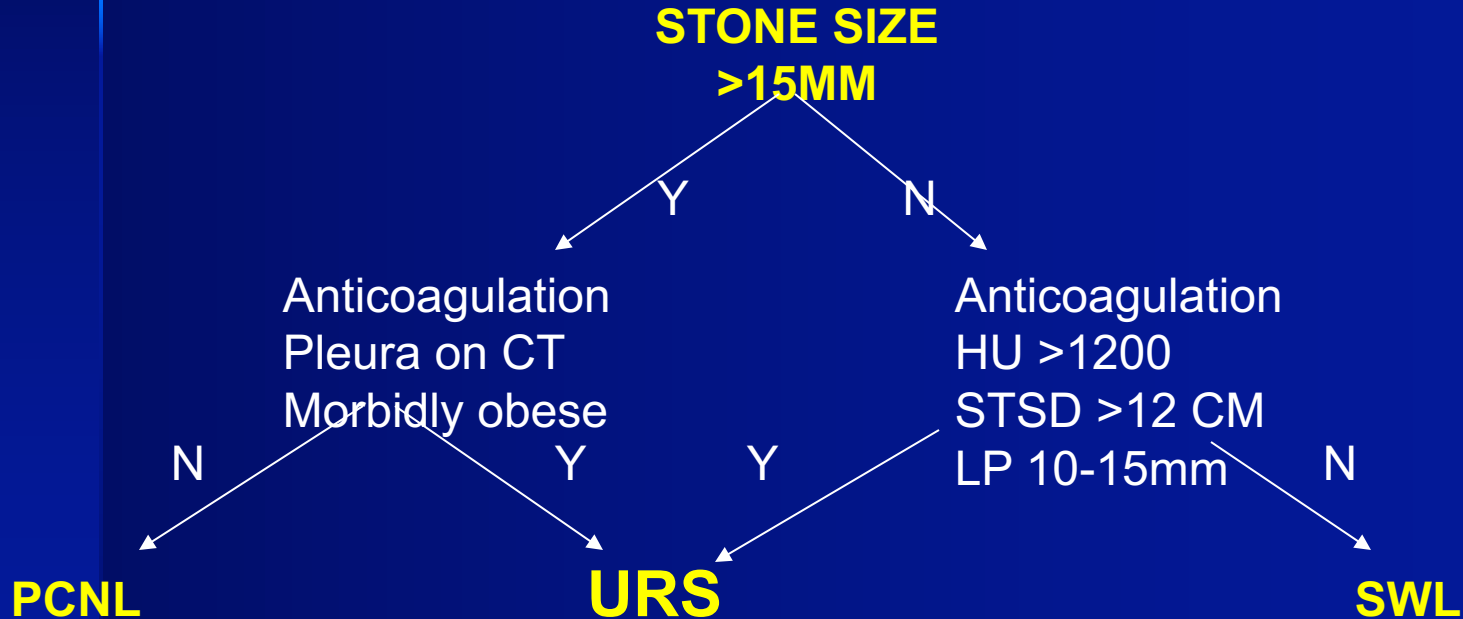 STONE SIZE
>15MM
Y
N
Anticoagulation
Pleura on CT
Morbidly obese
Anticoagulation
HU >1200
STSD >12 CM
LP 10-15mm
N
Y
Y
N
PCNL
URS
SWL